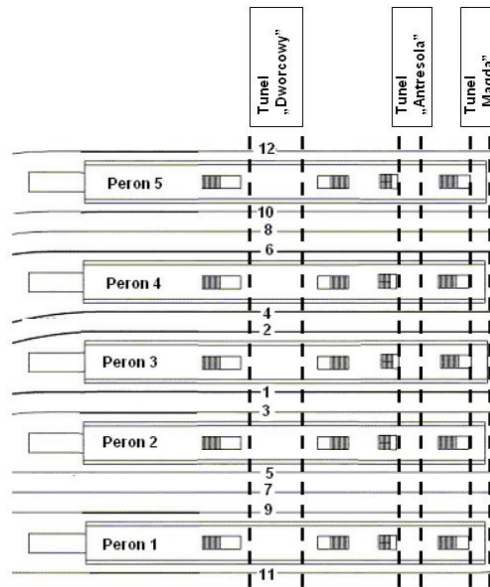 Tunel
„Dworcowy”
Tunel
„Antresola”
Tunel
„Magda”
12
Peron 5
10
8
6
Peron 4
4
2
Peron 3
1
3
Peron 2
5
7
9
Peron 1
11